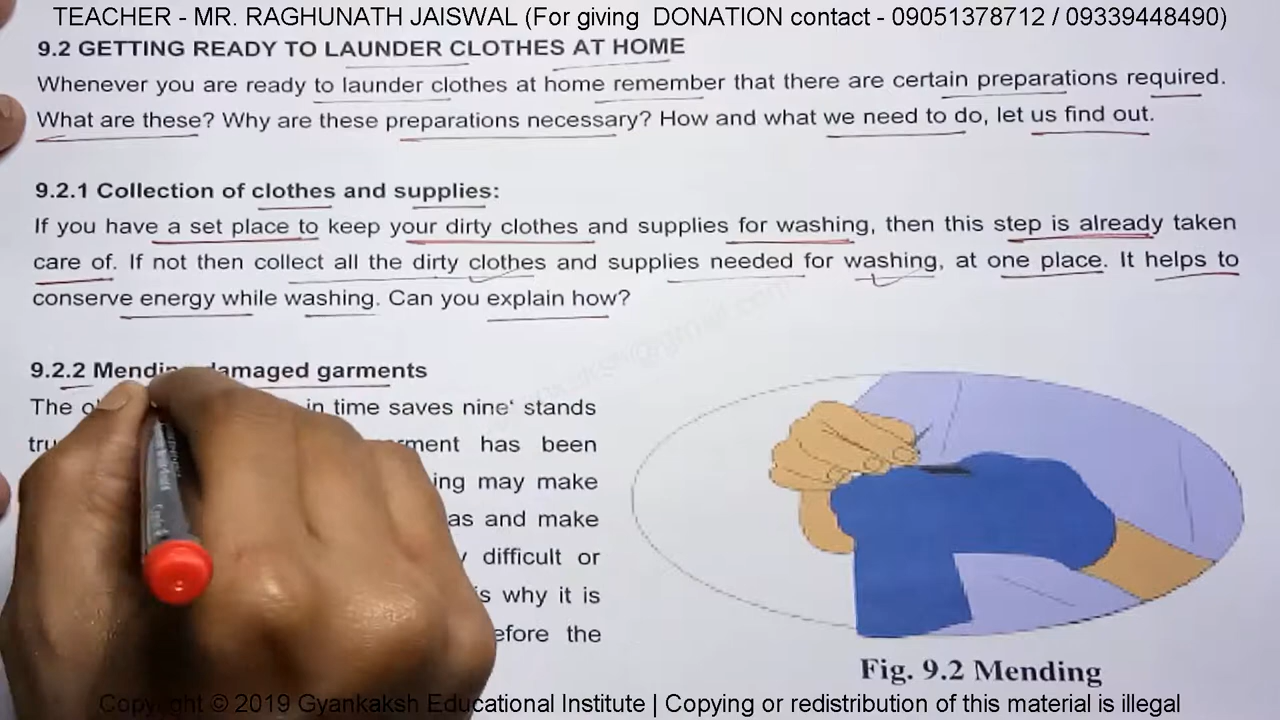 TEACHER - MR. RAGHUNATH JAISWAL (For giving DONATION contact - 09051378712 / 09339448490)
9.2 GETTING READY TO LAUNDER CLOTHES AT HOME
Whenever you are ready to launder clothes at home remember that there are certain preparations required.
What are these? Why are these preparations necessary? How and what we need to do, let us find out.
9.2.1 Collection of clothes and supplies:
If you have a set place to keep your dirty clothes and supplies for washing, then this step is already taken
care of. If not then collect all the dirty clothes and supplies needed for washing, at one place. It helps to
conserve energy while washing. Can you explain how?
9.2.2 Mending damaged garments
The in time saves nine‘ stands
has been
may make
as and make
difficult or
why it is
the
Fig. 9.2 Mending
Copyright © 2019 Gyankaksh Educational Institute | Copying or redistribution of this material is illegal